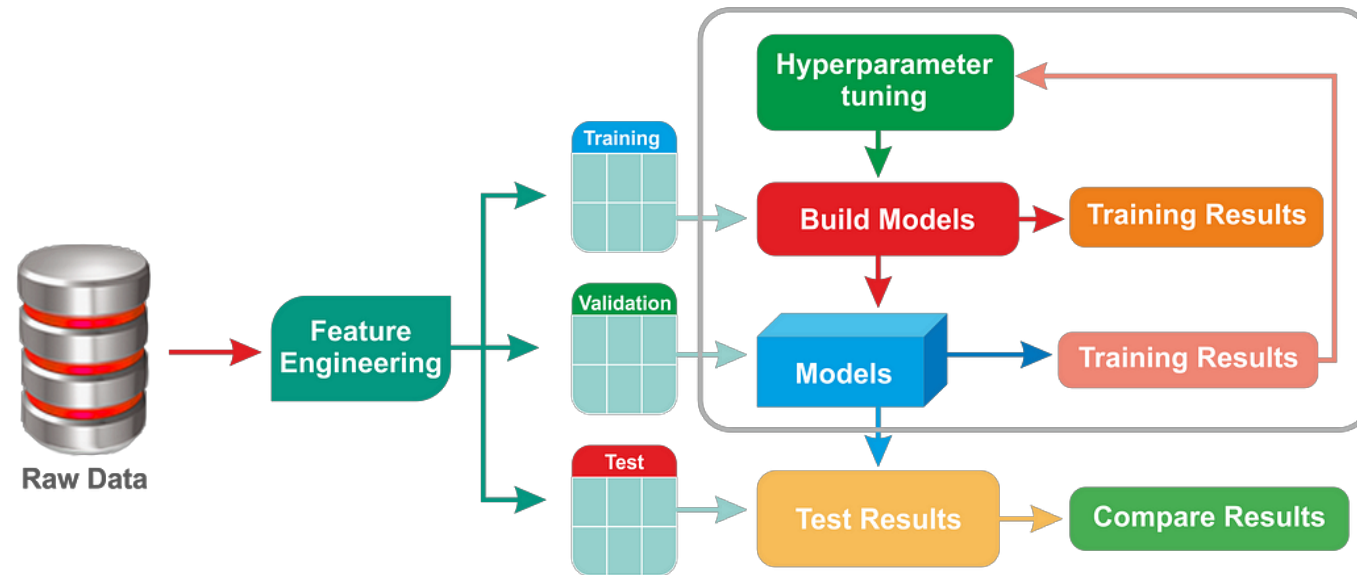 Hyperparameter
tuning
Training
Build Models
Training Results
Validation
Feature
Engineering
Models
Training Results
Raw Data
Test
Test Results
Compare Results